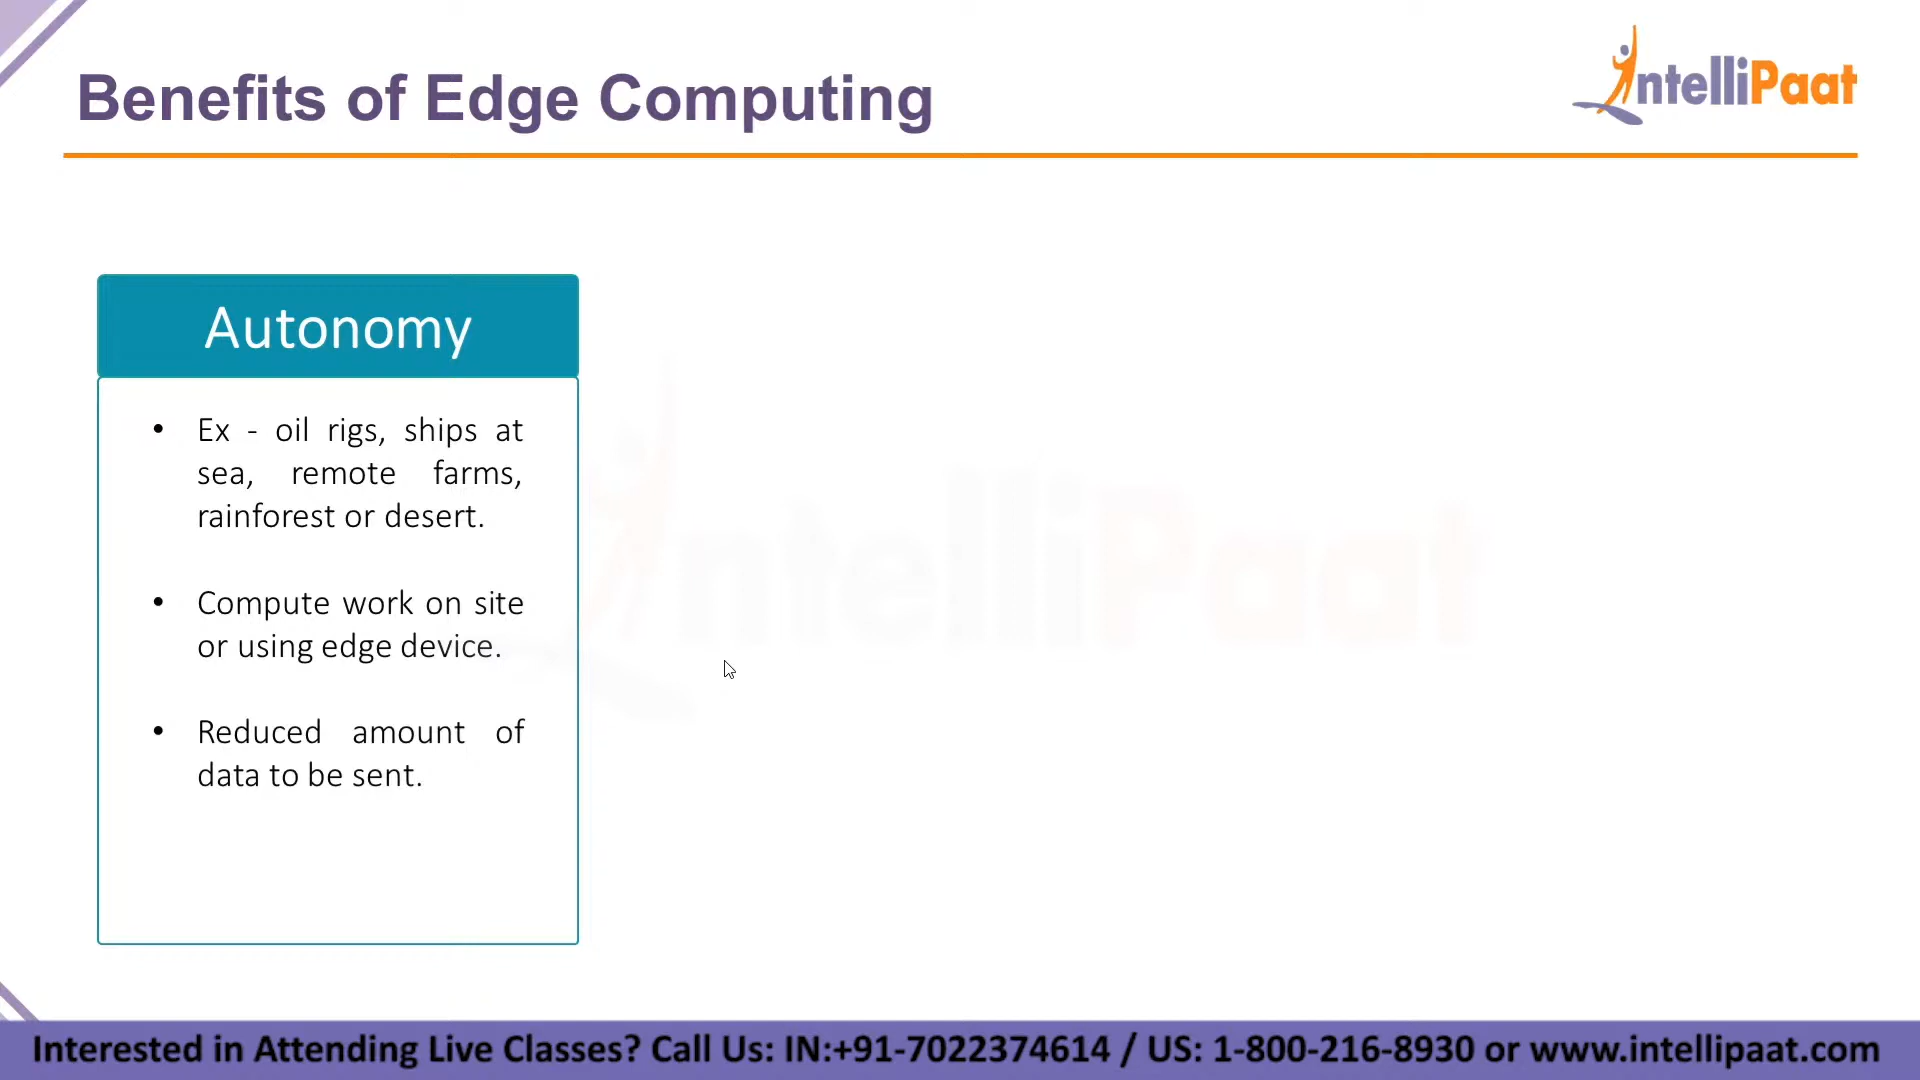 Benefits of Edge Computing
IntelliPaat
Autonomy
• Ex - oil rigs, ships at
sea, remote farms,
rainforest or desert.
• Compute work on site
or using edge device.
• Reduced amount of
data to be sent.
IntelliPaat
Interested in Attending Live Classes? Call Us: IN:+91-7022374614 / US: 1-800-216-8930 or www.intellipaat.com